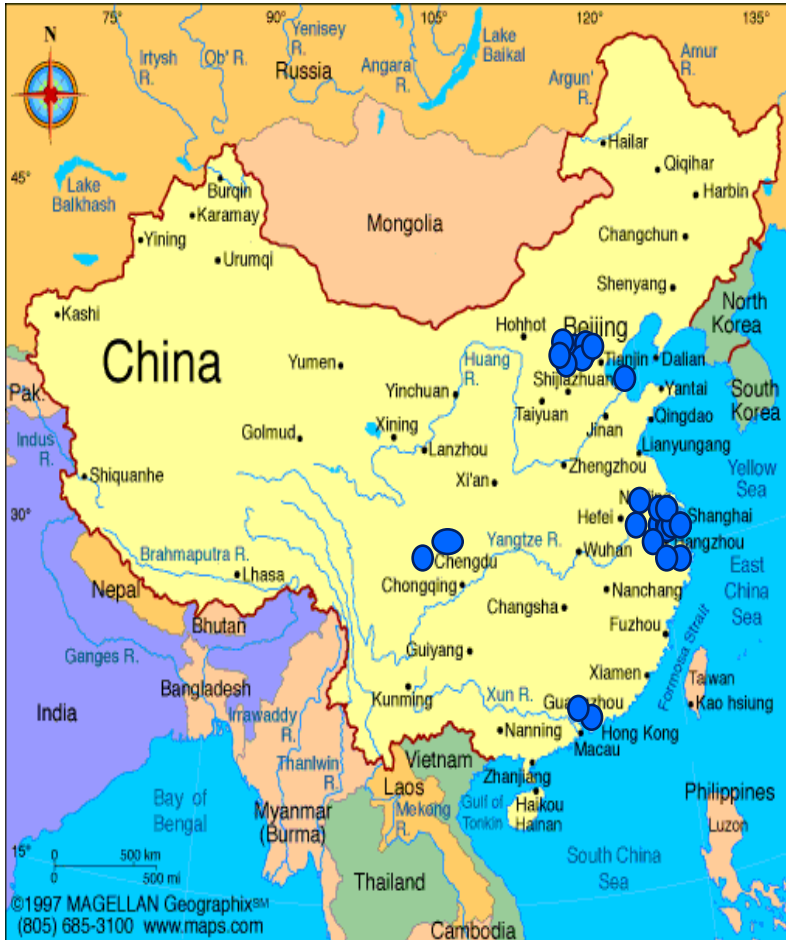 75°
90°
105°
120°
135°
N
Irtysh
R.
Ob' R.
Yenisey
R.
Russia
Angara
R.
Lake
Baikal
Argun'
R.
Amur
R.
45°
Lake
Balkhash
Burqin
Karamay
Yining
Urumqi
Mongolia
Hailar
Qiqihar
Harbin
Changchun
Shenyang
Kashi
China
Yumen
Hohhot
Beijing
Huang
R.
Tianjin
Dalian
North
Korea
South
Korea
Pak.
Indus
R.
Yinchuan
Shijiazhuan
Yantai
Taiyuan
Qingdao
Golmud
Xining
Lanzhou
Jinan
Lianyungang
Shiquanhe
Xi'an
Zhengzhou
Yellow
Sea
30°
Hefei
Shanghai
Brahmaputra R.
Lhasa
Chengdu
Chongqing
Yangtze R.
Wuhan
East
China
Sea
Nepal
Bhutan
Nanchang
Changsha
Fuzhou
Ganges R.
Bangladesh
Guiyang
Xiamen
Formosa Strait
Taiwan
India
Irrawaddy
R.
Kunming
Xun R.
Kao hsiung
Nanning
Hong Kong
Macau
Thanlwin
R.
Vietnam
Zhanjiang
Laos
Bay of
Bengal
Myanmar
(Burma)
Mekong
R.
Gulf of
Tonkin
Haikou
Hainan
Philippines
Luzon
15°
0
500 km
0
500 mi
Thailand
South China
Sea
©1997 MAGELLAN Geographix℠
(805) 685-3100 www.maps.com
Cambodia